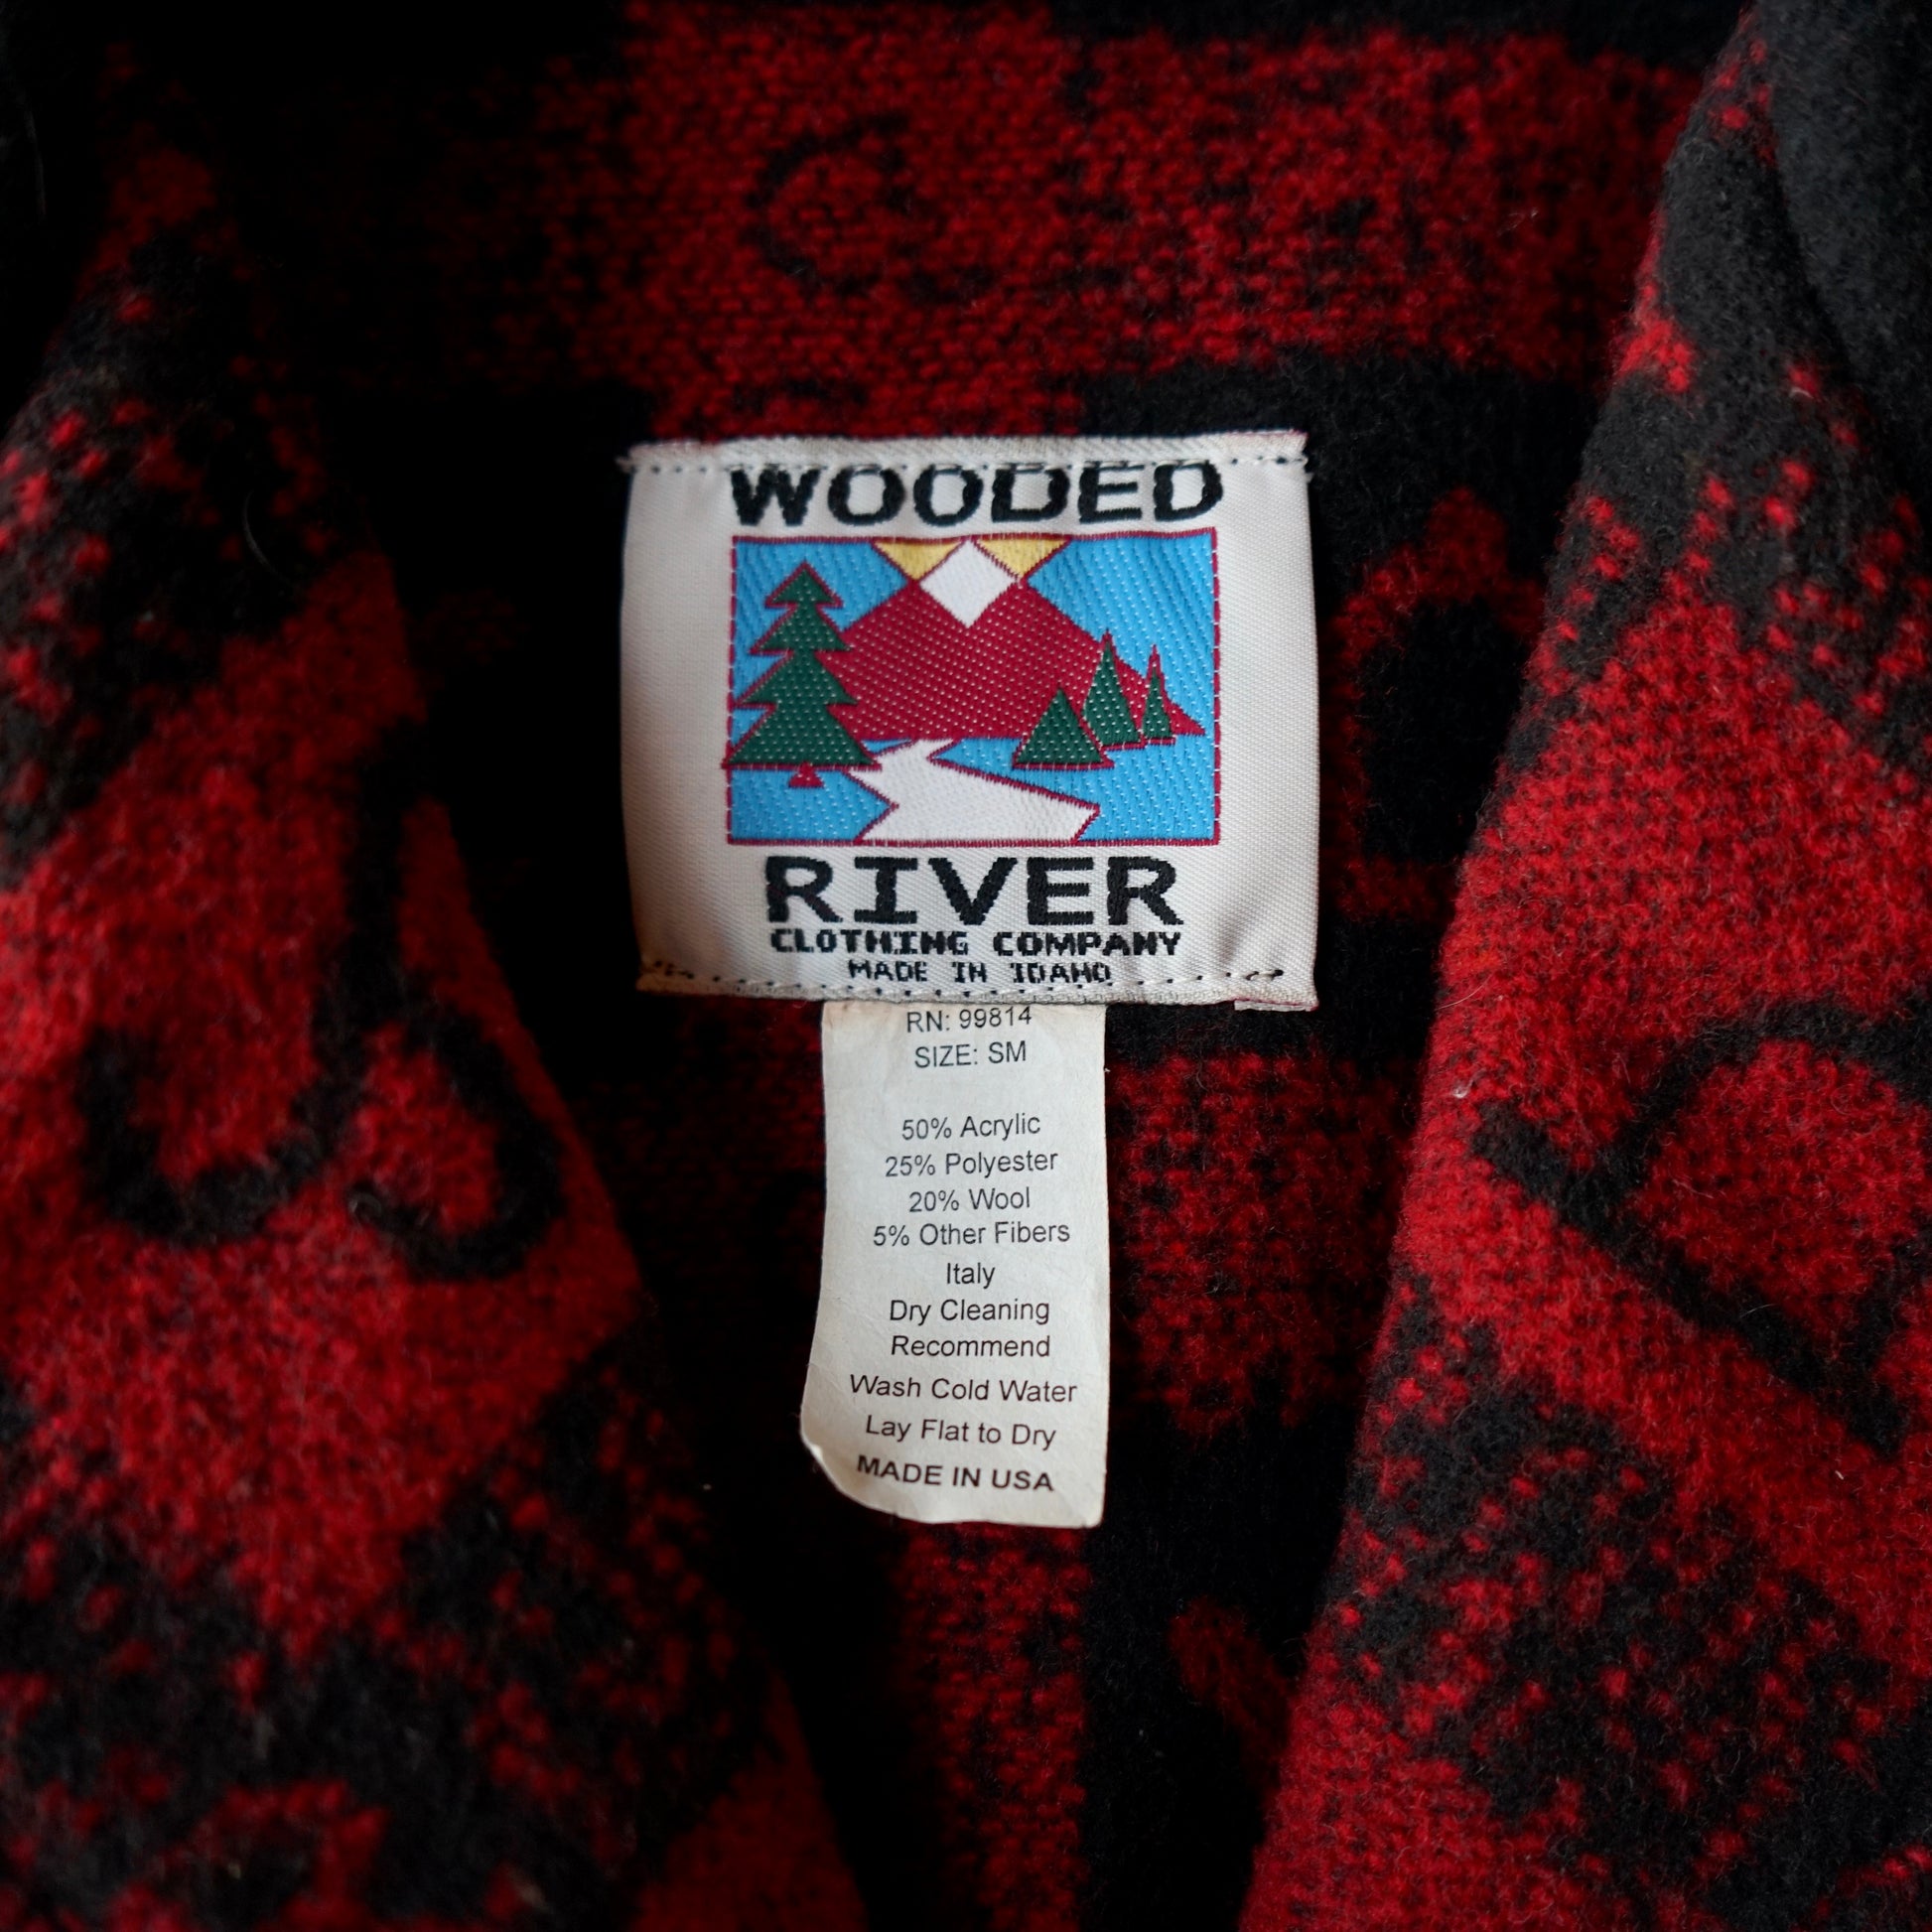 WOODED
RIVER
CLOTHING COMPANY
MADE IN IDAHO
RN: 99814
SIZE: SM
50% Acrylic
25% Polyester
20% Wool
5% Other Fibers
Italy
Dry Cleaning
Recommend
Wash Cold Water
Lay Flat to Dry
MADE IN USA